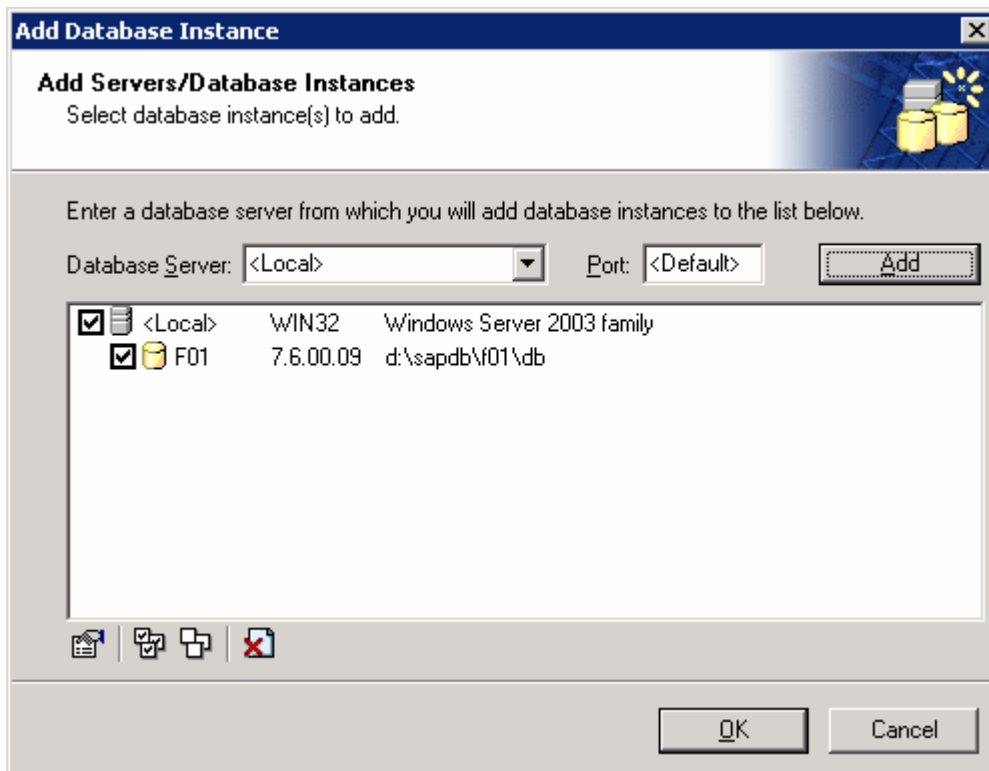 Add Database Instance
Add Servers/Database Instances
Select database instance(s) to add.
Enter a database server from which you will add database instances to the list below.
Database Server: <Local> Port: <Default> Add
<Local> WIN32 Windows Server 2003 family
F01 7.6.00.09 d:\sapdb\f01\db
OK Cancel